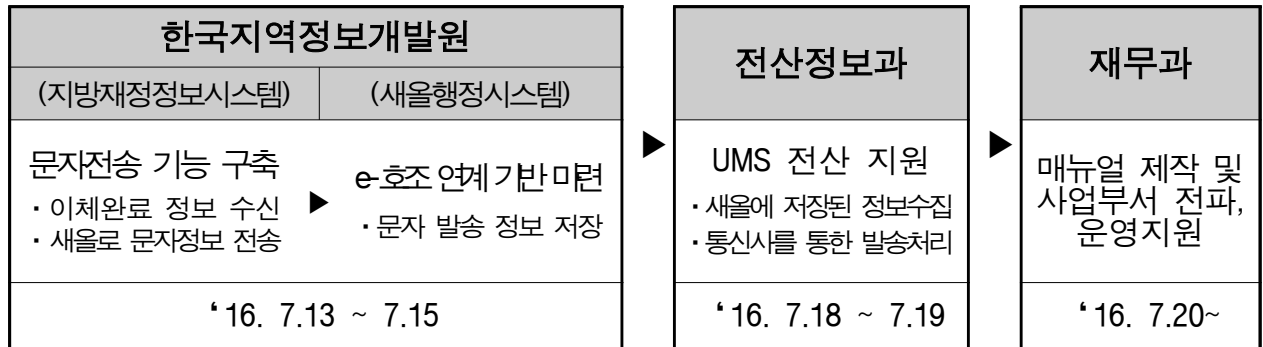 한국지역정보개발원
(지방재정정보시스템)
(새올행정시스템)
문자전송 기능 구축
· 이체완료 정보 수신
· 새올로 문자정보 전송
▶
e-호조 연계 기반 마련
· 문자 발송 정보 저장
‘16. 7.13 ~ 7.15
▶
전산정보과
UMS 전산 지원
· 새올에 저장된 정보수집
· 통신사를 통한 발송처리
‘16. 7.18 ~ 7.19
▶
재무과
매뉴얼 제작 및
사업부서 전파,
운영지원
‘16. 7.20~